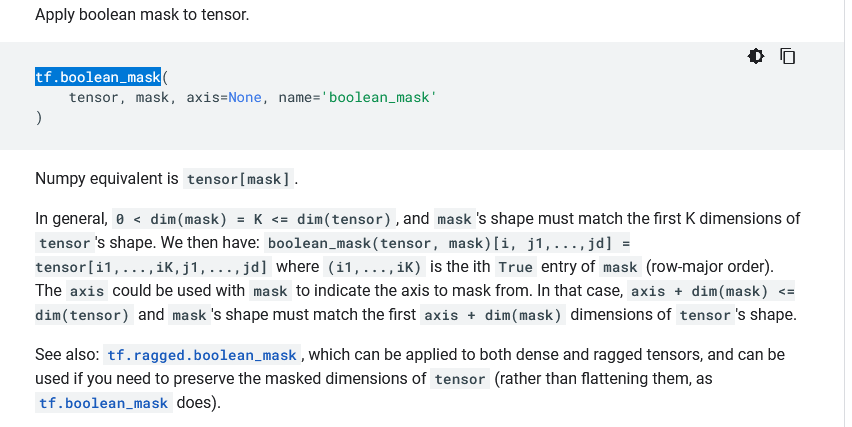 Apply boolean mask to tensor.
tf.boolean_mask(
    tensor, mask, axis=None, name='boolean_mask'
)
Numpy equivalent is tensor[mask].
In general, 0 < dim(mask) = K <= dim(tensor), and mask's shape must match the first K dimensions of
tensor's shape. We then have: boolean_mask(tensor, mask)[i, j1,...,jd] =
tensor[i1,...,iK,j1,...,jd] where (i1,...,iK) is the ith True entry of mask (row-major order).
The axis could be used with mask to indicate the axis to mask from. In that case, axis + dim(mask) <=
dim(tensor) and mask's shape must match the first axis + dim(mask) dimensions of tensor's shape.
See also: tf.ragged.boolean_mask, which can be applied to both dense and ragged tensors, and can be
used if you need to preserve the masked dimensions of tensor (rather than flattening them, as
tf.boolean_mask does).